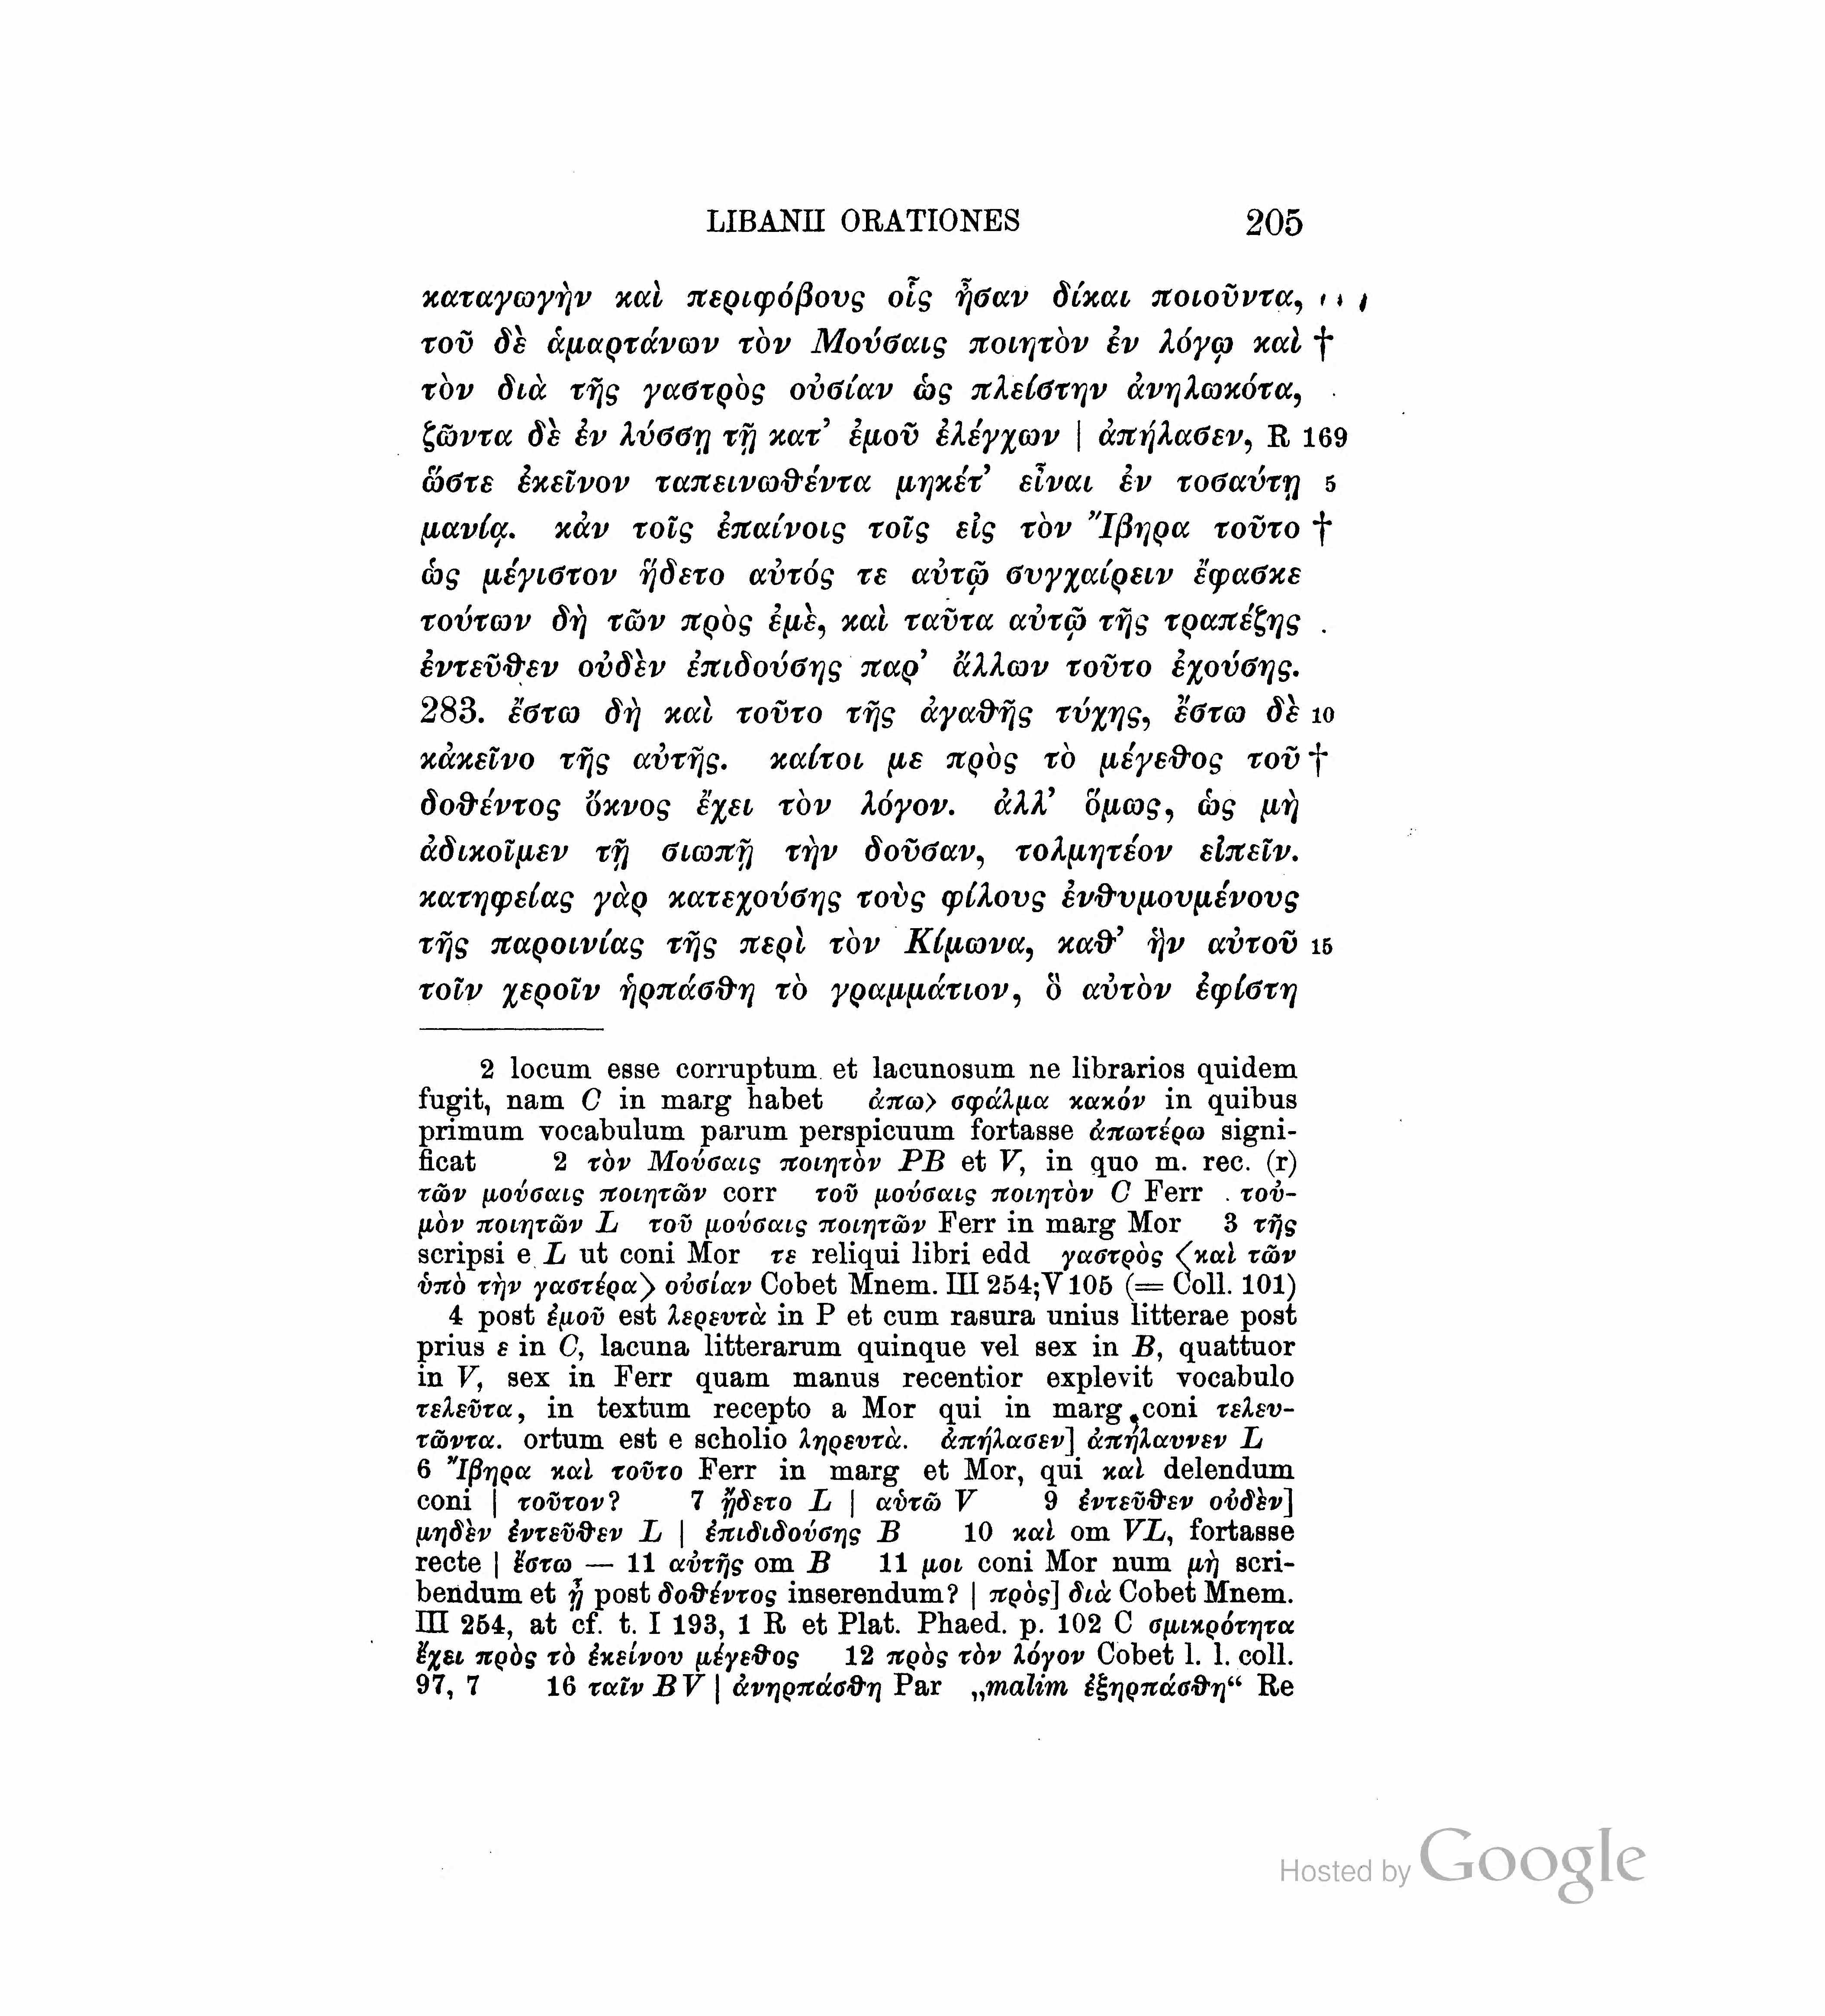 LIBANII ORATIONES 205
καταγωγὴν καὶ περιφόβους οἷς ἦσαν δίκαι ποιοῦντα,
τοῦ δὲ ἁμαρτάνων τὸν Μούσαις ποιητὸν ἐν λόγῳ καὶ †
τὸν διὰ τῆς γαστρὸς οὐσίαν ὡς πλείστην ἀνηλωκότα,
ζῶντα δὲ ἐν λύσσῃ τῇ κατ’ ἐμοῦ ἐλέγχων | ἀπήλασεν, R 169
ὥστε ἐκεῖνον ταπεινωθέντα μηκέτ’ εἶναι ἐν τοσαύτῃ 5
μανίᾳ. κἀν τοῖς ἐπαίνοις τοῖς εἰς τὸν Ἴβηρα τοῦτο †
ὡς μέγιστον ᾕδετο αὐτός τε αὐτῷ συγχαίρειν ἔφασκε
τούτων δὴ τῶν πρὸς ἐμὲ, καὶ ταῦτα αὐτῷ τῆς τραπέζης
ἐντεῦθεν οὐδὲν ἐπιδούσης παρ’ ἄλλων τοῦτο ἐχούσης.
283. ἔστω δὴ καὶ τοῦτο τῆς ἀγαθῆς τύχης, ἔστω δὲ 10
κἀκεῖνο τῆς αὐτῆς. καίτοι με πρὸς τὸ μέγεθος τοῦ †
δοθέντος ὄκνος ἔχει τὸν λόγον. ἀλλ’ ὅμως, ὡς μὴ
ἀδικοῖμεν τῇ σιωπῇ τὴν δοῦσαν, τολμητέον εἰπεῖν.
κατηφείας γὰρ κατεχούσης τοὺς φίλους ἐνθυμουμένους
τῆς παροινίας τῆς περὶ τὸν Κίμωνα, καθ’ ἣν αὐτοῦ 15
τοῖν χεροῖν ἡρπάσθη τὸ γραμμάτιον, ὃ αὐτὸν ἐφίστη
2 locum esse corruptum et lacunosum ne librarios quidem
fugit, nam C in marg habet ἀπω> σφάλμα κακόν in quibus
primum vocabulum parum perspicuum fortasse ἀπωτέρω signi-
ficat 2 τὸν Μούσαις ποιητὸν PB et V, in quo m. rec. (r)
τῶν μούσαις ποιητῶν corr τοῦ μούσαις ποιητὸν C Ferr τοὐ-
μὸν ποιητῶν L τοῦ μούσαις ποιητῶν Ferr in marg Mor 3 τῆς
scripsi e L ut coni Mor τε reliqui libri edd γαστρὸς <καὶ τῶν
ὑπὸ τὴν γαστέρα> οὐσίαν Cobet Mnem. III 254; V 105 (= Coll. 101)
4 post ἐμοῦ est λερευτὰ in P et cum rasura unius litterae post
prius ε in C, lacuna litterarum quinque vel sex in B, quattuor
in V, sex in Ferr quam manus recentior explevit vocabulo
τελεῦτα, in textum recepto a Mor qui in marg coni τελευ-
τῶντα. ortum est e scholio ληρευτὰ. ἀπήλασεν] ἀπήλαυνεν L
6 Ἴβηρα καὶ τοῦτο Ferr in marg et Mor, qui καὶ delendum
coni | τοῦτον? 7 ᾔδετο L | αὑτῶ V 9 ἐντεῦθεν οὐδὲν]
μηδὲν ἐντεῦθεν L | ἐπιδιδούσης B 10 καὶ om VL, fortasse
recte | ἔστω — 11 αὐτῆς om B 11 μοι coni Mor num μὴ scri-
bendum et ᾖ post δοθέντος inserendum? | πρὸς] διὰ Cobet Mnem.
III 254, at cf. t. I 193, 1 R et Plat. Phaed. p. 102 C σμικρότητα
ἔχει πρὸς τὸ ἐκείνου μέγεθος 12 πρὸς τὸν λόγον Cobet l. l. coll.
97, 7 16 ταῖν BV | ἀνηρπάσθη Par „malim ἐξηρπάσθη“ Re
Hosted by Google